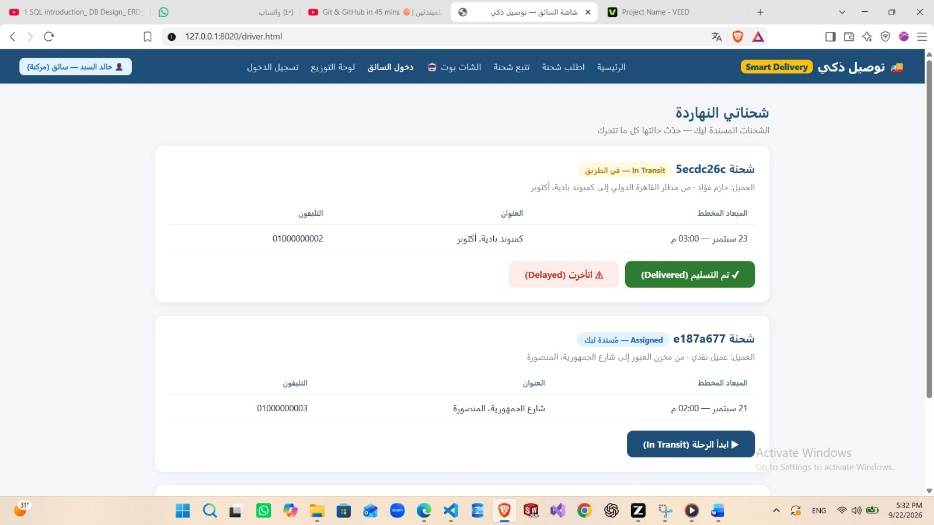 1 SQL introduction_ DB Design_ ERD
(٤+) واتساب
Git & GitHub in 45 mins
شاشة السائق — توصيل ذكي
Project Name - VEED
127.0.0.1:8020/driver.html
توصيل ذكي Smart Delivery
الرئيسية
اطلب شحنة
تتبع شحنة
الشات بوت
دخول السائق
لوحة التوزيع
تسجيل الدخول
خالد السيد — سائق (مركبة)
شحناتي النهاردة
الشحنات المسندة ليك — حدّث حالتها كل ما تتحرك
شحنة 5ecdc26c In Transit — في الطريق
العميل: حازم فؤاد · من مطار القاهرة الدولي إلى كمبوند بادية، أكتوبر
الميعاد المخطط العنوان التليفون
23 سبتمبر — 03:00 م كمبوند بادية، أكتوبر 01000000002
✓ تم التسليم (Delivered)
⚠ اتأخرت (Delayed)
شحنة e187a677 Assigned — مُسندة ليك
العميل: عميل نقدي · من مخزن العبور إلى شارع الجمهورية، المنصورة
الميعاد المخطط العنوان التليفون
21 سبتمبر — 02:00 م شارع الجمهورية، المنصورة 01000000003
▶ ابدأ الرحلة (In Transit)
Activate Windows
Go to Settings to activate Windows.
31°
ENG
5:32 PM
9/22/2026